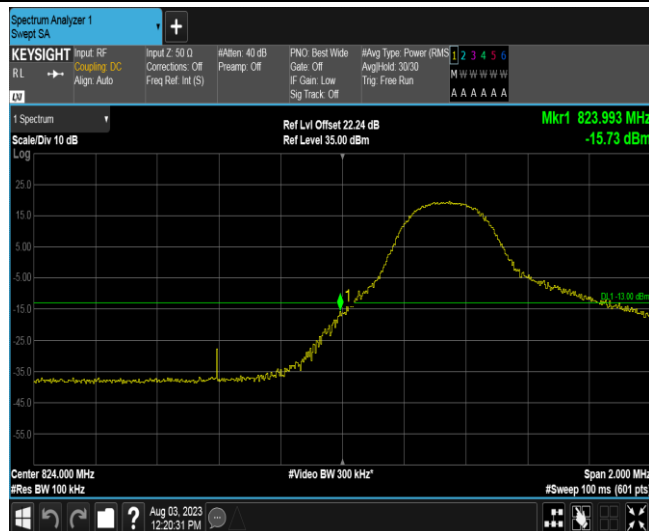 Spectrum Analyzer 1
Swept SA
+
KEYSIGHT
RL
LXI
Input: RF
Coupling: DC
Align: Auto
Input Z: 50 Ω
Corrections: Off
Freq Ref: Int (S)
#Atten: 40 dB
Preamp: Off
PNO: Best Wide
Gate: Off
IF Gain: Low
Sig Track: Off
#Avg Type: Power (RMS
Avg|Hold: 30/30
Trig: Free Run
1 2 3 4 5 6
M W W W W W
A A A A A A
1 Spectrum
Scale/Div 10 dB
Log
Ref Lvl Offset 22.24 dB
Ref Level 35.00 dBm
Mkr1 823.993 MHz
-15.73 dBm
25.0
15.0
5.00
-5.00
-15.0
-25.0
-35.0
-45.0
-55.0
1
DL1 -13.00 dBm
Center 824.000 MHz
#Res BW 100 kHz
#Video BW 300 kHz*
Span 2.000 MHz
#Sweep 100 ms (601 pts)
?
Aug 03, 2023
12:20:31 PM